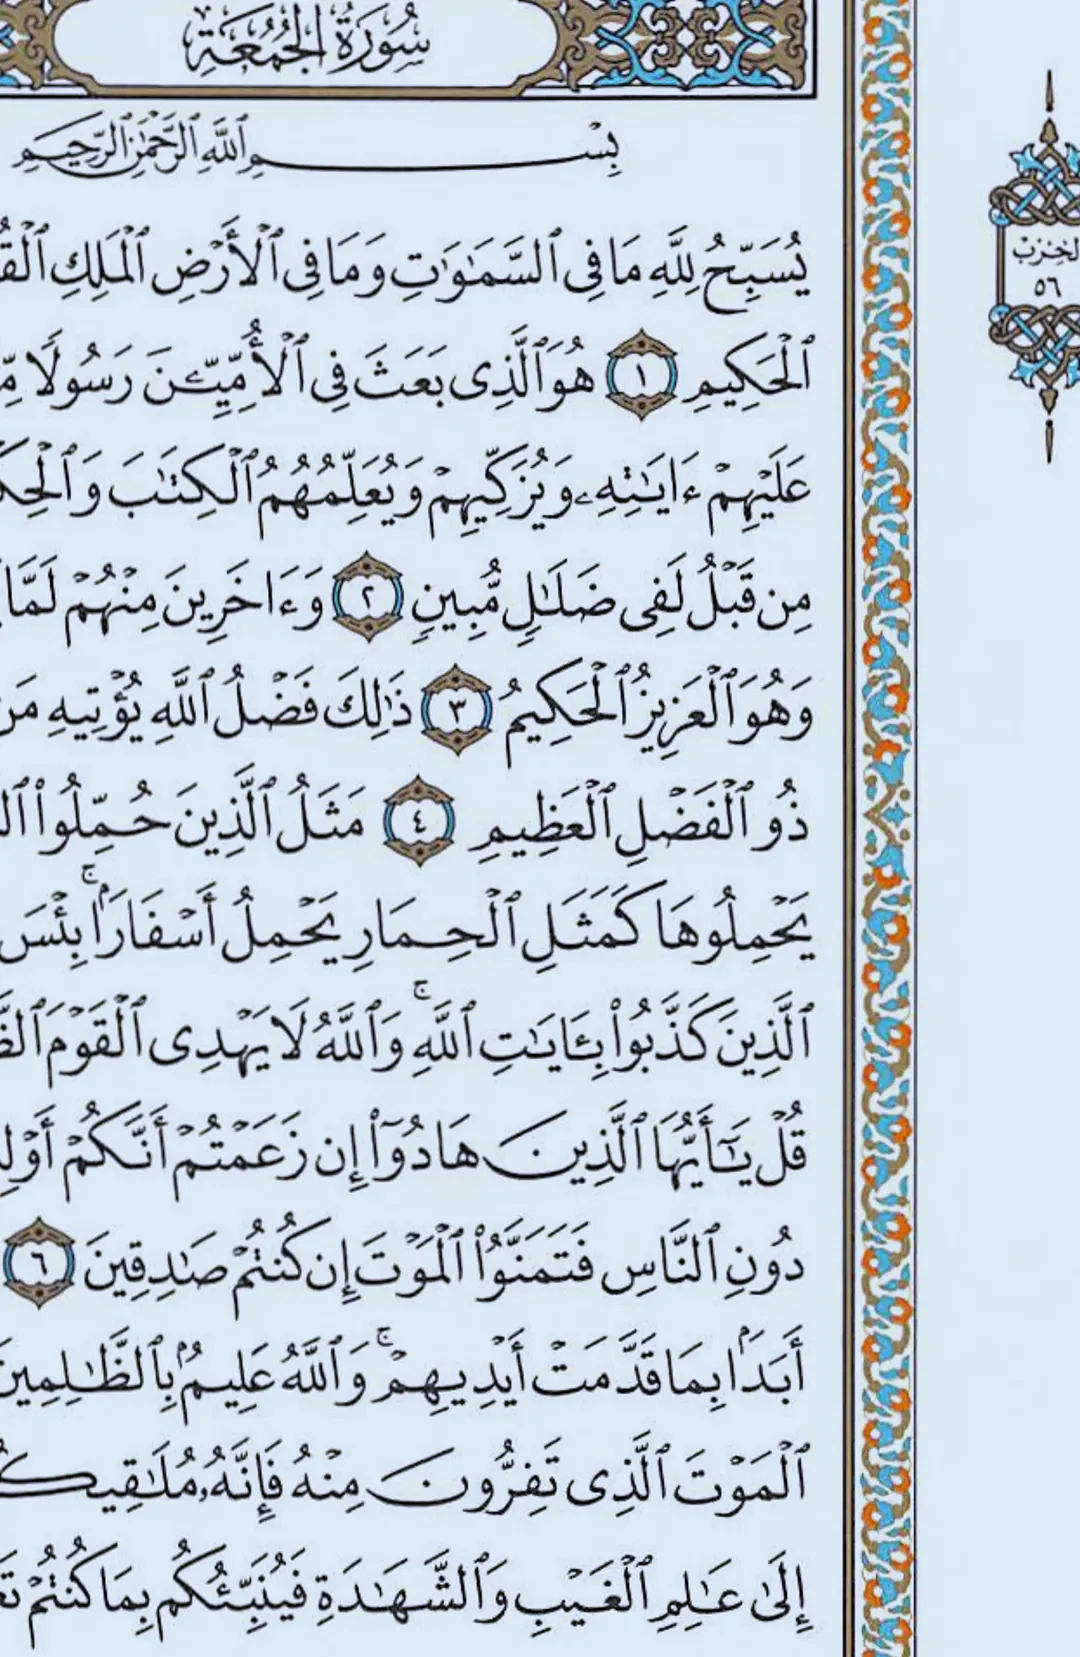 سُورَةُ الجُمُعَةِ
بِسْمِ ٱللَّهِ ٱلرَّحْمَٰنِ ٱلرَّحِيمِ
يُسَبِّحُ لِلَّهِ مَا فِى ٱلسَّمَٰوَٰتِ وَمَا فِى ٱلْأَرْضِ ٱلْمَلِكِ
الحِزْب
٥٦
ٱلْحَكِيمِ ١ هُوَ ٱلَّذِى بَعَثَ فِى ٱلْأُمِّيِّـۧنَ رَسُولًا
عَلَيْهِمْ ءَايَٰتِهِۦ وَيُزَكِّيهِمْ وَيُعَلِّمُهُمُ ٱلْكِتَٰبَ
مِن قَبْلُ لَفِى ضَلَٰلٍ مُّبِينٍ ٢ وَءَاخَرِينَ مِنْهُمْ لَمَّا
وَهُوَ ٱلْعَزِيزُ ٱلْحَكِيمُ ٣ ذَٰلِكَ فَضْلُ ٱللَّهِ يُؤْتِيهِ مَن
ذُو ٱلْفَضْلِ ٱلْعَظِيمِ ٤ مَثَلُ ٱلَّذِينَ حُمِّلُوا۟
يَحْمِلُوهَا كَمَثَلِ ٱلْحِمَارِ يَحْمِلُ أَسْفَارًۢا ۚ بِئْسَ
ٱلَّذِينَ كَذَّبُوا۟ بِـَٔايَٰتِ ٱللَّهِ ۚ وَٱللَّهُ لَا يَهْدِى ٱلْقَوْمَ
قُلْ يَٰٓأَيُّهَا ٱلَّذِينَ هَادُوٓا۟ إِن زَعَمْتُمْ أَنَّكُمْ
دُونِ ٱلنَّاسِ فَتَمَنَّوُا۟ ٱلْمَوْتَ إِن كُنتُمْ صَٰدِقِينَ ٦
أَبَدًۢا بِمَا قَدَّمَتْ أَيْدِيهِمْ ۚ وَٱللَّهُ عَلِيمٌۢ بِٱلظَّٰلِمِينَ
ٱلْمَوْتَ ٱلَّذِى تَفِرُّونَ مِنْهُ فَإِنَّهُۥ
إِلَىٰ عَٰلِمِ ٱلْغَيْبِ وَٱلشَّهَٰدَةِ فَيُنَبِّئُكُم بِمَا كُنتُمْ